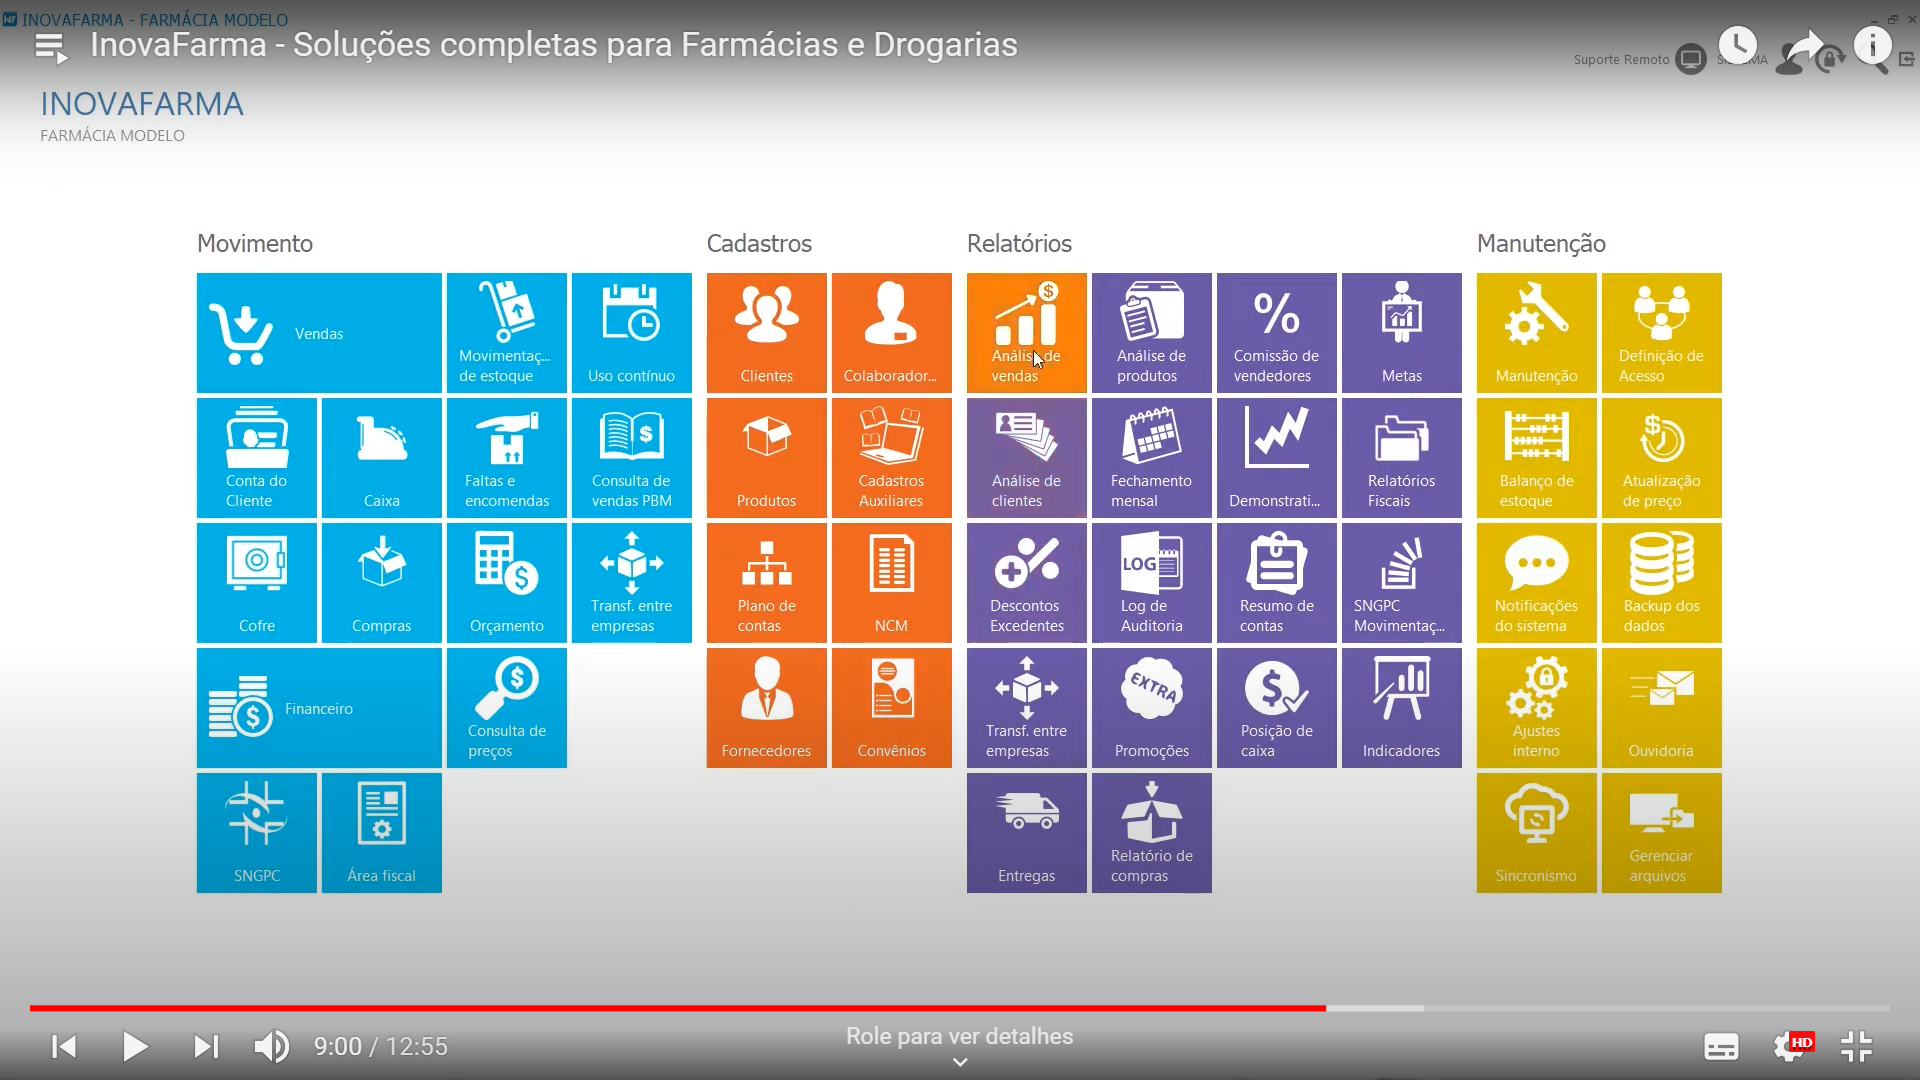 INOVAFARMA - FARMÁCIA MODELO
InovaFarma - Soluções completas para Farmácias e Drogarias
Suporte Remoto
INOVAFARMA
FARMÁCIA MODELO
Movimento
Cadastros
Relatórios
Manutenção
Vendas
Movimentaç...
de estoque
Uso contínuo
Clientes
Colaborador...
Análise de
vendas
Análise de
produtos
%
Comissão de
vendedores
Metas
Manutenção
Definição de
Acesso
Conta do
Cliente
Caixa
Faltas e
encomendas
Consulta de
vendas PBM
Produtos
Cadastros
Auxiliares
Análise de
clientes
Fechamento
mensal
Demonstrati...
Relatórios
Fiscais
Balanço de
estoque
Atualização
de preço
Cofre
Compras
Orçamento
Transf. entre
empresas
Plano de
contas
NCM
Descontos
Excedentes
LOG
Log de
Auditoria
Resumo de
contas
SNGPC
Movimentaç...
Notificações
do sistema
Backup dos
dados
Financeiro
Consulta de
preços
Fornecedores
Convênios
Transf. entre
empresas
EXTRA
Promoções
Posição de
caixa
Indicadores
Ajustes
interno
Ouvidoria
SNGPC
Área fiscal
Entregas
Relatório de
compras
Sincronismo
Gerenciar
arquivos
9:00 / 12:55
Role para ver detalhes
HD